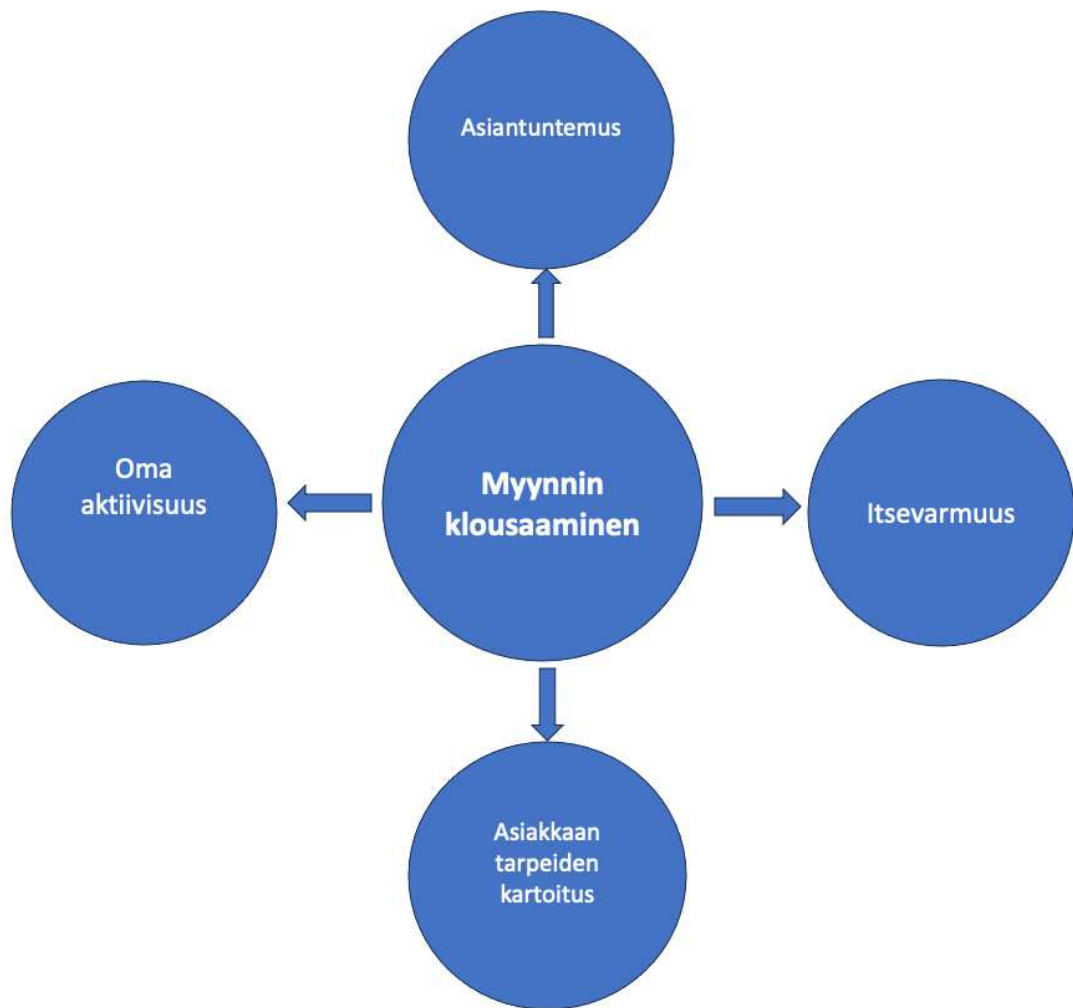 Asiantuntemus
Oma
aktiivisuus
Myynnin
klousaaminen
Itsevarmuus
Asiakkaan
tarpeiden
kartoitus